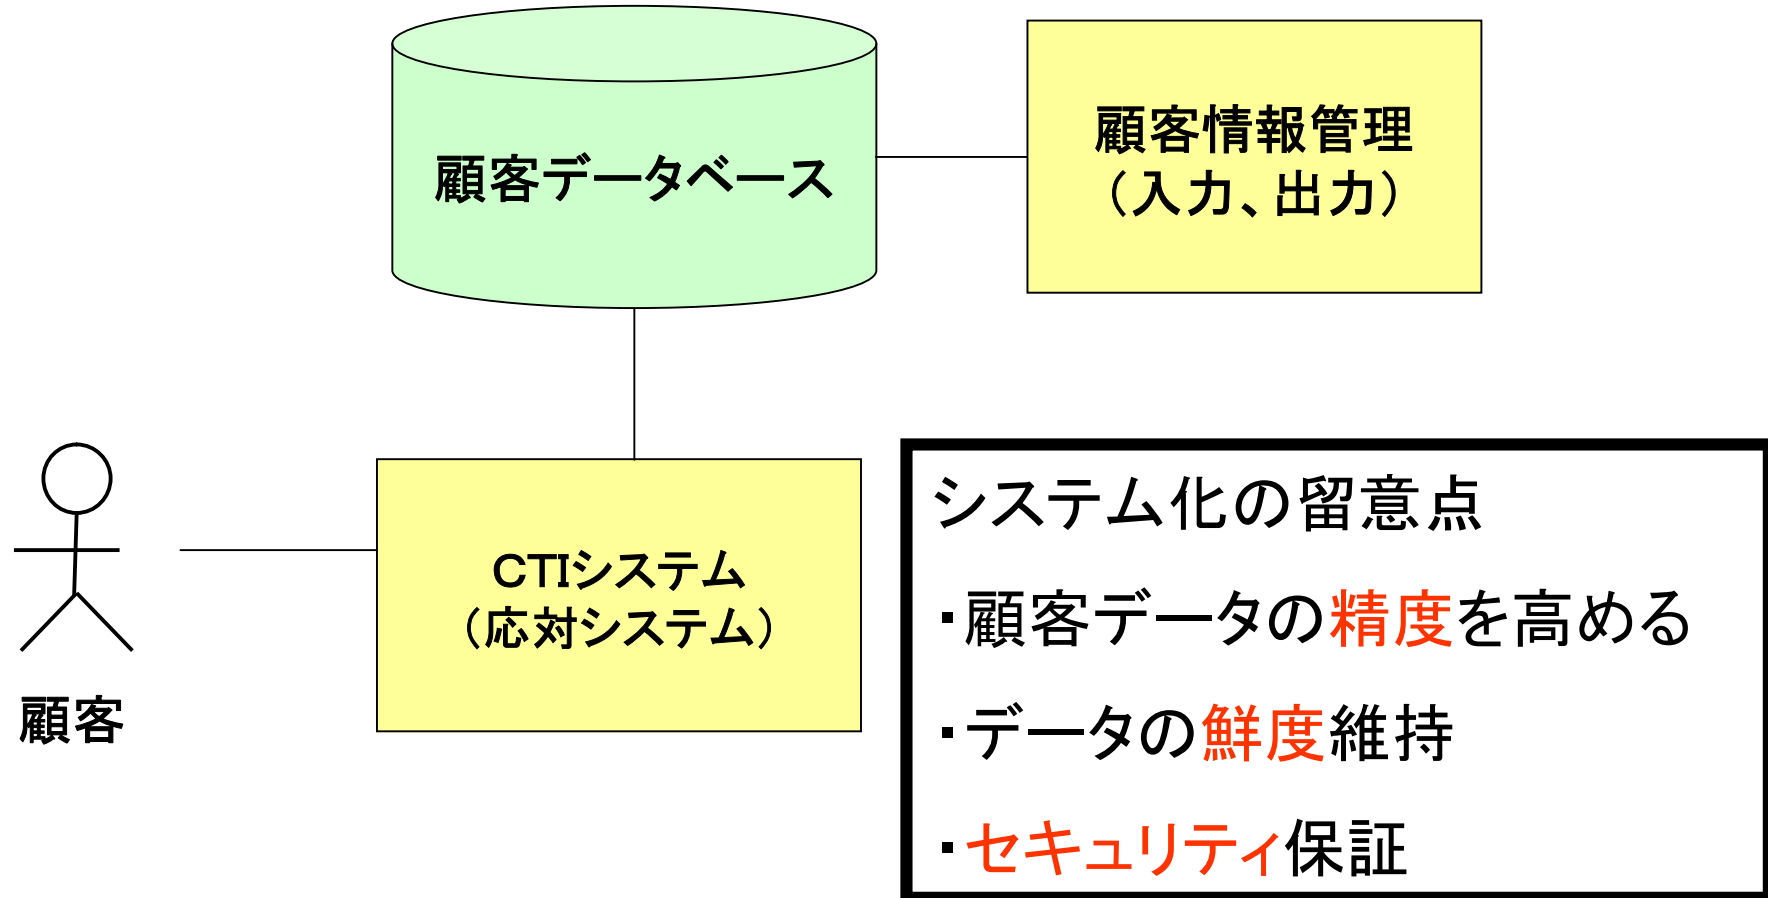 顧客データベース
顧客情報管理
（入力、出力）
CTIシステム
（応対システム）
顧客
システム化の留意点
・顧客データの精度を高める
・データの鮮度維持
・セキュリティ保証